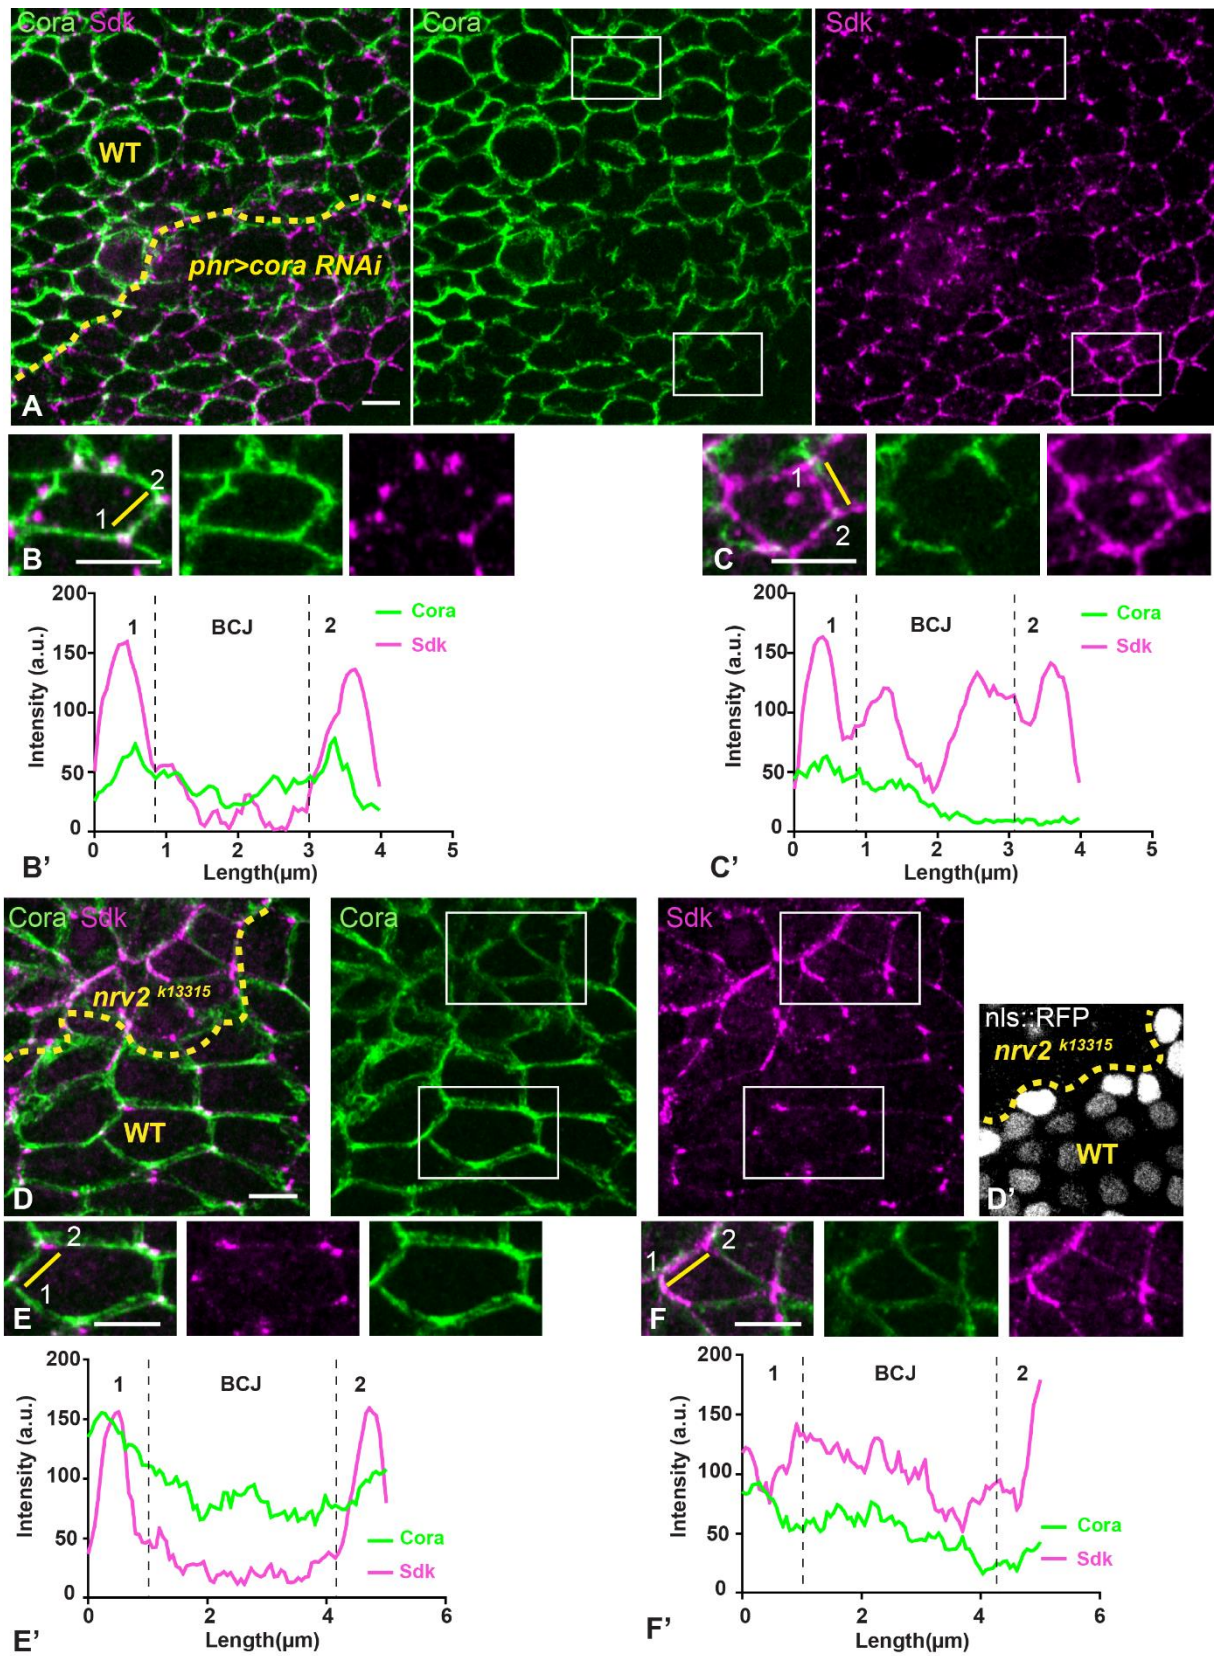 Cora Sdk
Cora
Sdk
WT
pnr>cora RNAi
A
1
2
B
1
2
C
200
150
100
50
0
Intensity (a.u.)
1
BCJ
2
Cora
Sdk
0 1 2 3 4 5
Length(µm)
B’
200
150
100
50
0
Intensity (a.u.)
1
BCJ
2
Cora
Sdk
0 1 2 3 4 5
Length(µm)
C’
Cora Sdk
Cora
Sdk
nrv2 k13315
WT
D
nls::RFP
nrv2 k13315
WT
D’
2
1
E
1
2
F
200
150
100
50
0
Intensity (a.u.)
1
BCJ
2
Cora
Sdk
0 2 4 6
Length(µm)
E’
200
150
100
50
0
Intensity (a.u.)
1
BCJ
2
Cora
Sdk
0 2 4 6
Length(µm)
F’